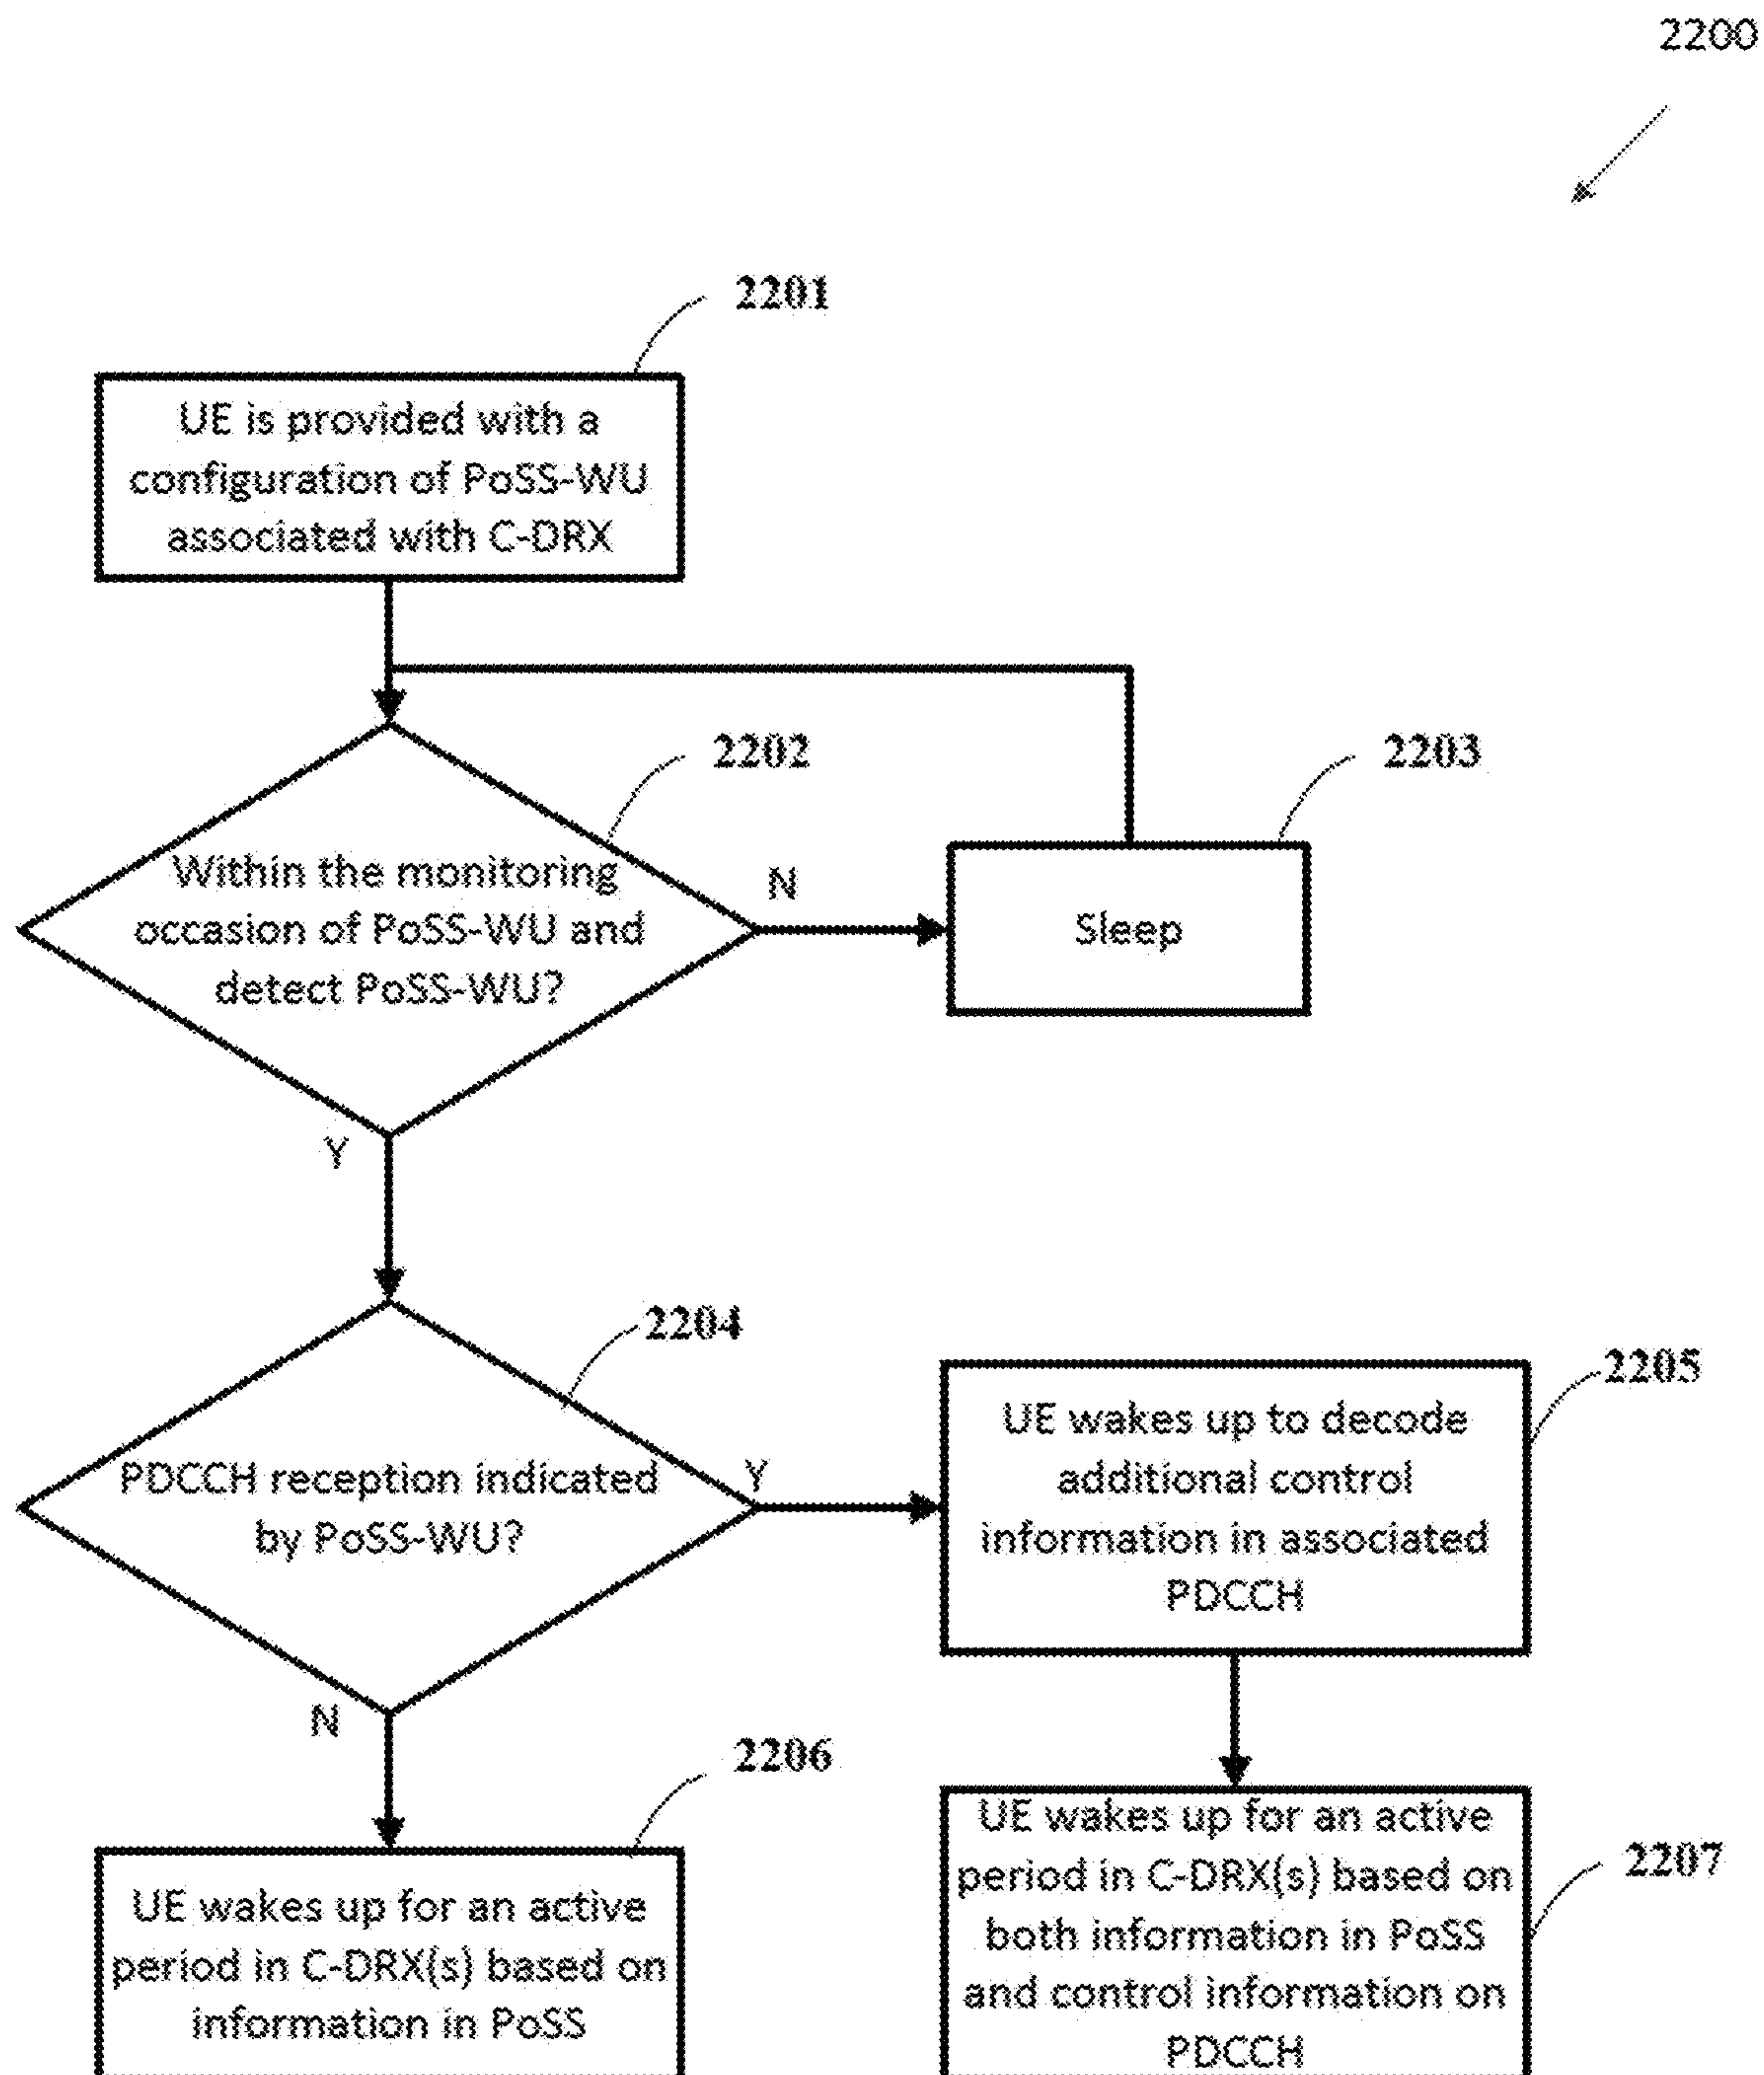 2200
2201
UE is provided with a
configuration of PoSS-WU
associated with C-DRX
2202
Within the monitoring
occasion of PoSS-WU and
detect PoSS-WU?
N
2203
Sleep
Y
2204
PDCCH reception indicated
by PoSS-WU?
Y
2205
UE wakes up to decode
additional control
information in associated
PDCCH
N
2206
UE wakes up for an active
period in C-DRX(s) based on
information in PoSS
2207
UE wakes up for an active
period in C-DRX(s) based on
both information in PoSS
and control information on
PDCCH